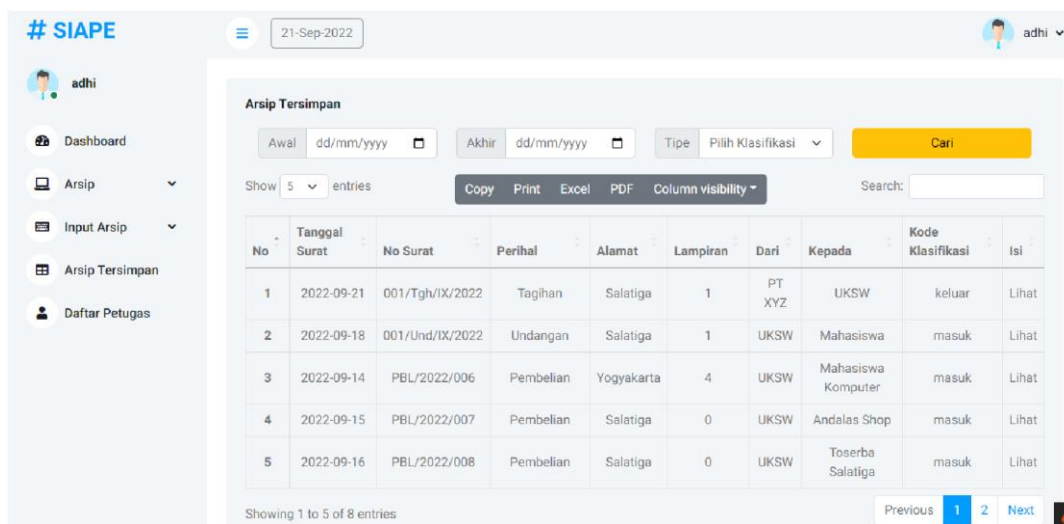 # SIAPE
21-Sep-2022
adhi
adhi
Dashboard
Arsip
Input Arsip
Arsip Tersimpan
Daftar Petugas
Arsip Tersimpan
Awal dd/mm/yyyy Akhir dd/mm/yyyy Tipe Pilih Klasifikasi Cari
Show 5 entries Copy Print Excel PDF Column visibility Search:
No Tanggal Surat No Surat Perihal Alamat Lampiran Dari Kepada Kode Klasifikasi Isi
1 2022-09-21 001/Tgh/IX/2022 Tagihan Salatiga 1 PT XYZ UKSW keluar Lihat
2 2022-09-18 001/Und/IX/2022 Undangan Salatiga 1 UKSW Mahasiswa masuk Lihat
3 2022-09-14 PBL/2022/006 Pembelian Yogyakarta 4 UKSW Mahasiswa Komputer masuk Lihat
4 2022-09-15 PBL/2022/007 Pembelian Salatiga 0 UKSW Andalas Shop masuk Lihat
5 2022-09-16 PBL/2022/008 Pembelian Salatiga 0 UKSW Toserba Salatiga masuk Lihat
Showing 1 to 5 of 8 entries Previous 1 2 Next